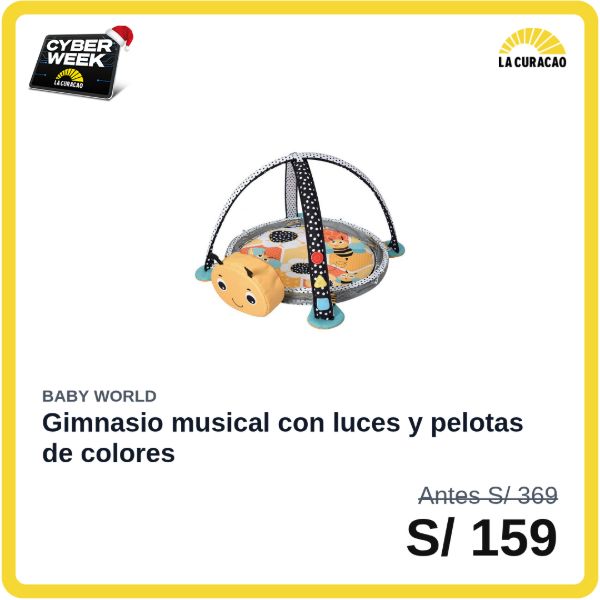 CYBER
WEEK
LA CURACAO
LA CURACAO
BABY WORLD
Gimnasio musical con luces y pelotas
de colores
Antes S/ 369
S/ 159